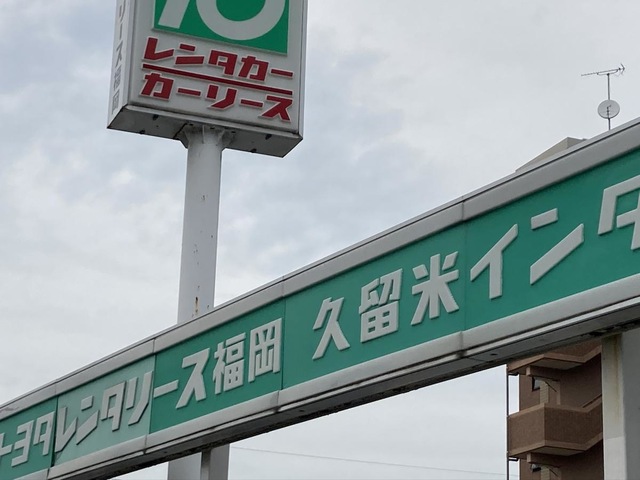 レンタカー
カーリース
トヨタレンタリース福岡 久留米インタ